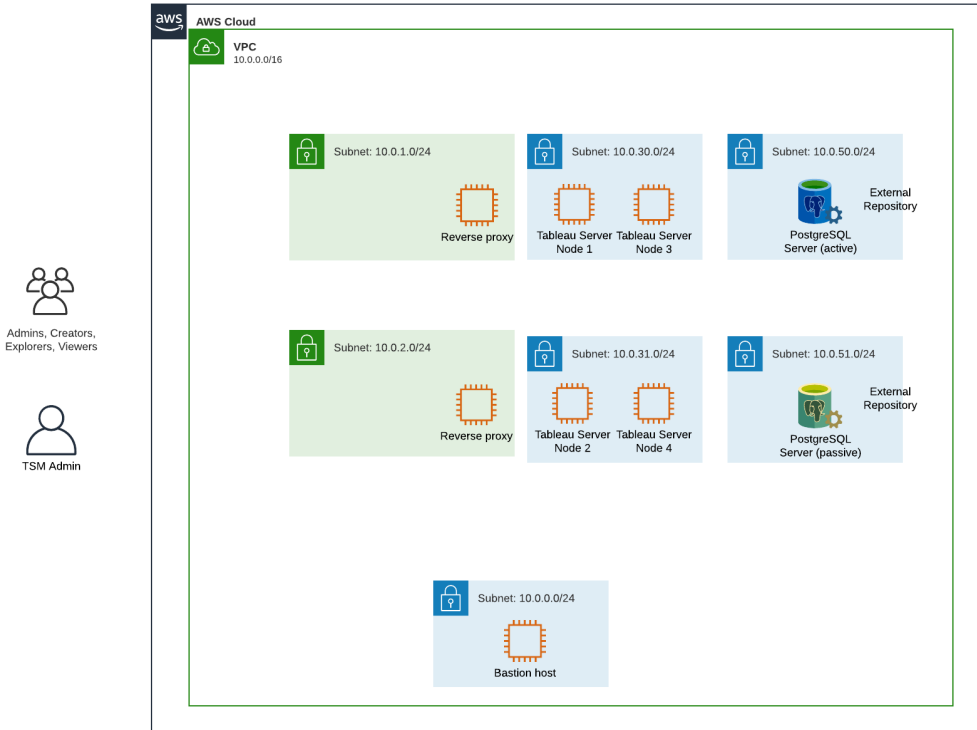 aws
AWS Cloud
VPC
10.0.0.0/16
Subnet: 10.0.1.0/24
Reverse proxy
Subnet: 10.0.30.0/24
Tableau Server
Node 1
Tableau Server
Node 3
Subnet: 10.0.50.0/24
External
Repository
PostgreSQL
Server (active)
Admins, Creators,
Explorers, Viewers
Subnet: 10.0.2.0/24
Reverse proxy
Subnet: 10.0.31.0/24
Tableau Server
Node 2
Tableau Server
Node 4
Subnet: 10.0.51.0/24
External
Repository
PostgreSQL
Server (passive)
TSM Admin
Subnet: 10.0.0.0/24
Bastion host